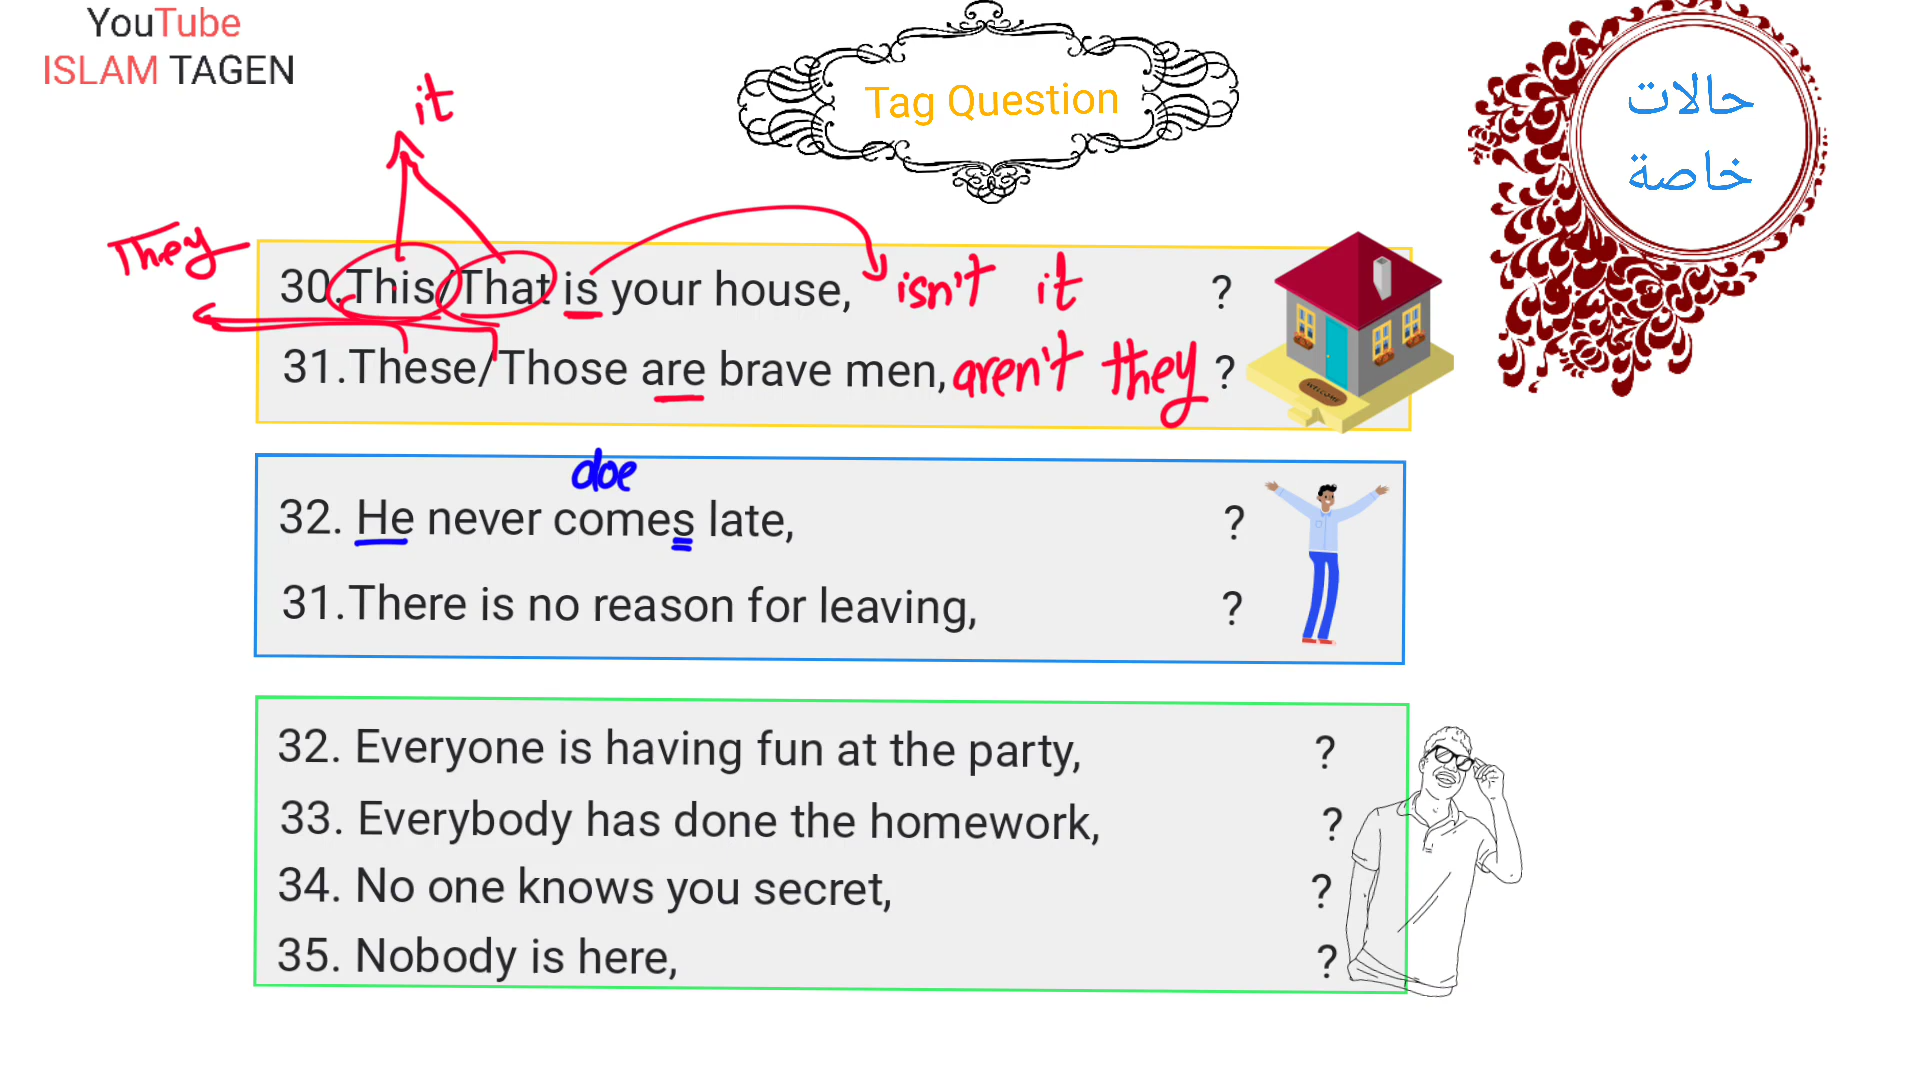 YouTube
ISLAM TAGEN
Tag Question
حالات
خاصة
it
They
30.This/That is your house, isn't it ?
31.These/Those are brave men, aren't they ?
WELCOME
doe
32. He never comes late, ?
31.There is no reason for leaving, ?
32. Everyone is having fun at the party, ?
33. Everybody has done the homework, ?
34. No one knows you secret, ?
35. Nobody is here, ?